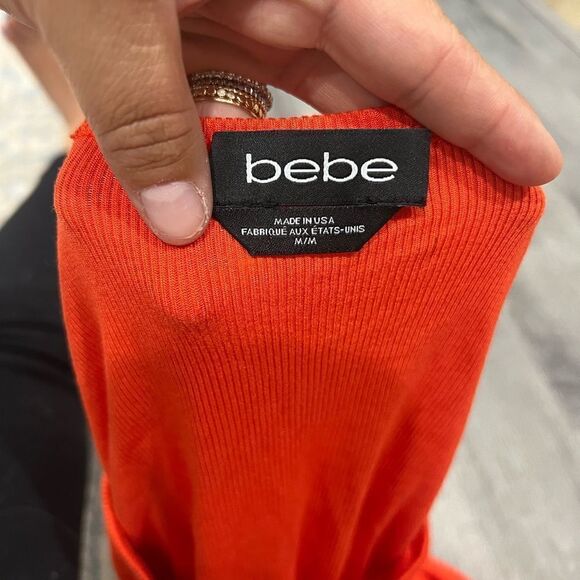 bebe
MADE IN USA
FABRIQUÉ AUX ÉTATS-UNIS
M/M